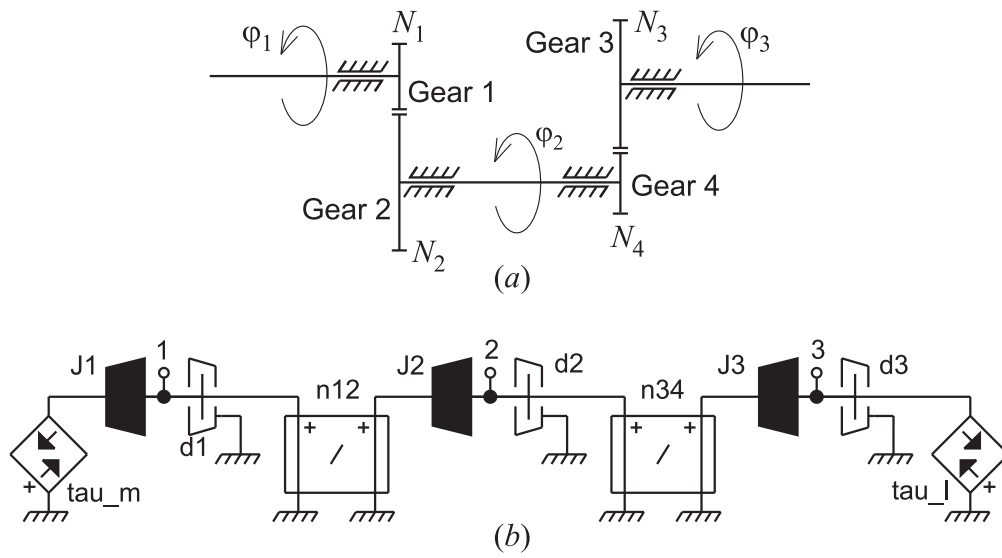 φ1
N1
Gear 1
Gear 3
N3
φ3
φ2
Gear 2
Gear 4
N2
N4
(a)
J1
1
d1
n12
J2
2
d2
n34
J3
3
d3
+
+
+
+
+
+
tau_m
tau_l
(b)